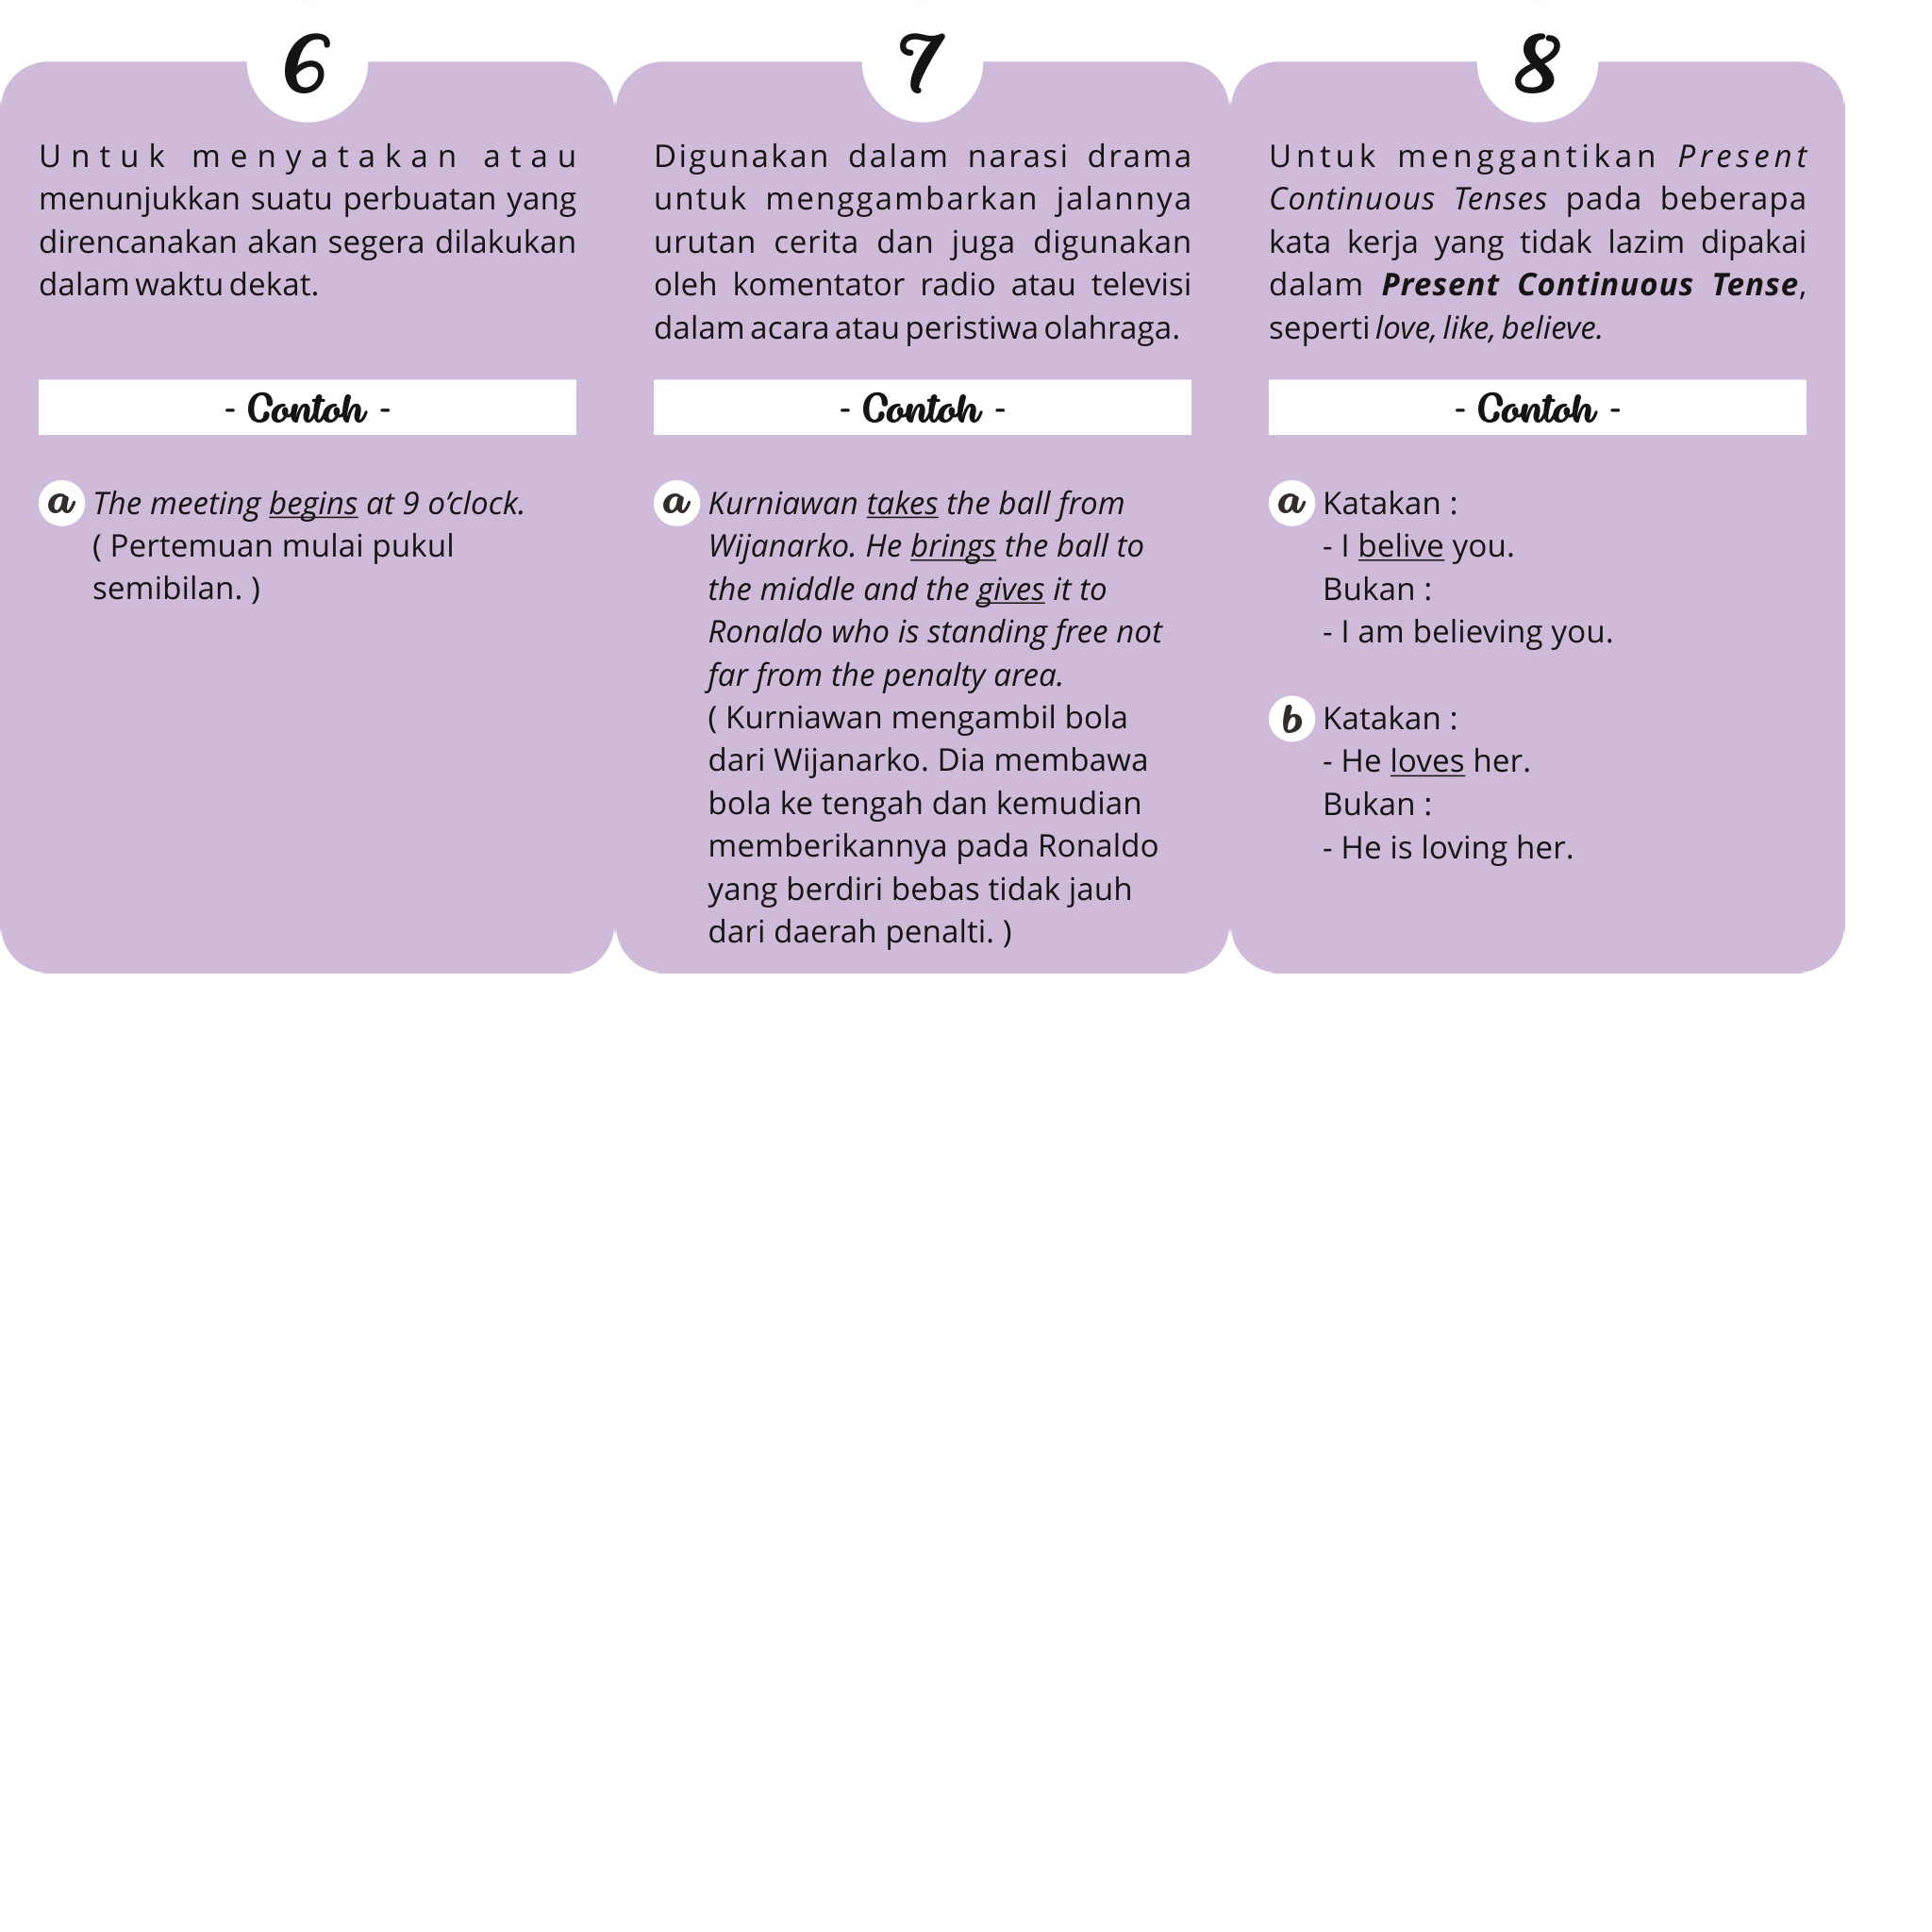 6
Untuk menyatakan atau
menunjukkan suatu perbuatan yang
direncanakan akan segera dilakukan
dalam waktu dekat.
- Contoh -
a The meeting begins at 9 o’clock.
( Pertemuan mulai pukul
semibilan. )
7
Digunakan dalam narasi drama
untuk menggambarkan jalannya
urutan cerita dan juga digunakan
oleh komentator radio atau televisi
dalam acara atau peristiwa olahraga.
- Contoh -
a Kurniawan takes the ball from
Wijanarko. He brings the ball to
the middle and the gives it to
Ronaldo who is standing free not
far from the penalty area.
( Kurniawan mengambil bola
dari Wijanarko. Dia membawa
bola ke tengah dan kemudian
memberikannya pada Ronaldo
yang berdiri bebas tidak jauh
dari daerah penalti. )
8
Untuk menggantikan Present
Continuous Tenses pada beberapa
kata kerja yang tidak lazim dipakai
dalam Present Continuous Tense,
seperti love, like, believe.
- Contoh -
a Katakan :
- I belive you.
Bukan :
- I am believing you.
b Katakan :
- He loves her.
Bukan :
- He is loving her.